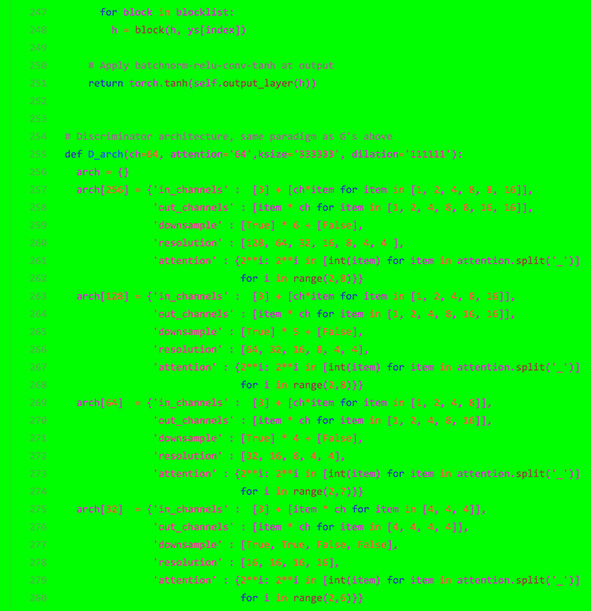 247 for block in blocklist:
248 h = block(h, ys[index])
249
250 # Apply batchnorm-relu-conv-tanh at output
251 return torch.tanh(self.output_layer(h))
252
253
254 # Discriminator architecture, same paradigm as G's above
255 def D_arch(ch=64, attention='64',ksize='333333', dilation='111111'):
256 arch = {}
257 arch[256] = {'in_channels' :  [3] + [ch*item for item in [1, 2, 4, 8, 8, 16]],
258 'out_channels' : [item * ch for item in [1, 2, 4, 8, 8, 16, 16]],
259 'downsample' : [True] * 6 + [False],
260 'resolution' : [128, 64, 32, 16, 8, 4, 4 ],
261 'attention' : {2**i: 2**i in [int(item) for item in attention.split('_')]
262 for i in range(2,8)}}
263 arch[128] = {'in_channels' :  [3] + [ch*item for item in [1, 2, 4, 8, 16]],
264 'out_channels' : [item * ch for item in [1, 2, 4, 8, 16, 16]],
265 'downsample' : [True] * 5 + [False],
266 'resolution' : [64, 32, 16, 8, 4, 4],
267 'attention' : {2**i: 2**i in [int(item) for item in attention.split('_')]
268 for i in range(2,8)}}
269 arch[64]  = {'in_channels' :  [3] + [ch*item for item in [1, 2, 4, 8]],
270 'out_channels' : [item * ch for item in [1, 2, 4, 8, 16]],
271 'downsample' : [True] * 4 + [False],
272 'resolution' : [32, 16, 8, 4, 4],
273 'attention' : {2**i: 2**i in [int(item) for item in attention.split('_')]
274 for i in range(2,7)}}
275 arch[32]  = {'in_channels' :  [3] + [item * ch for item in [4, 4, 4]],
276 'out_channels' : [item * ch for item in [4, 4, 4, 4]],
277 'downsample' : [True, True, False, False],
278 'resolution' : [16, 16, 16, 16],
279 'attention' : {2**i: 2**i in [int(item) for item in attention.split('_')]
280 for i in range(2,6)}}